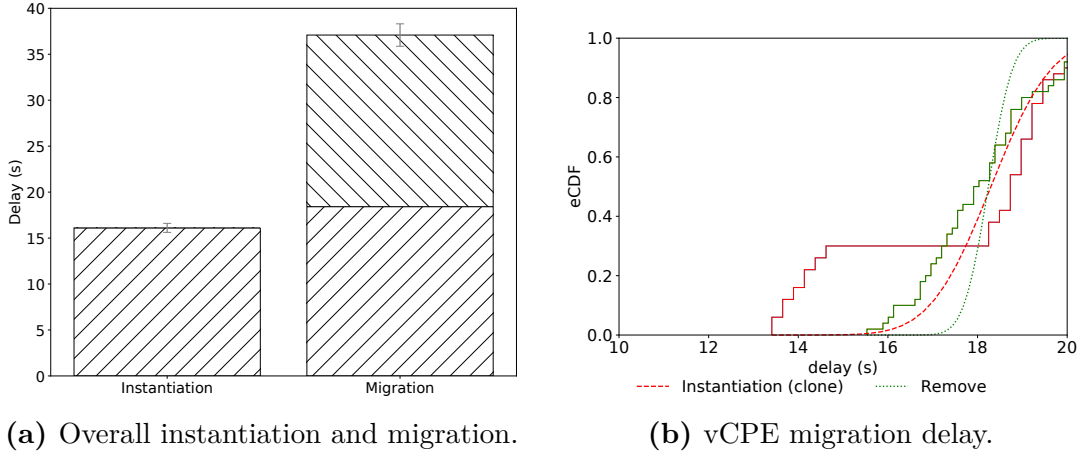 40
35
30
25
20
15
10
5
0
Delay (s)
Instantiation Migration
(a) Overall instantiation and migration.
1.0
0.8
0.6
0.4
0.2
0.0
eCDF
10 12 14 16 18 20
delay (s)
Instantiation (clone) Remove
(b) vCPE migration delay.